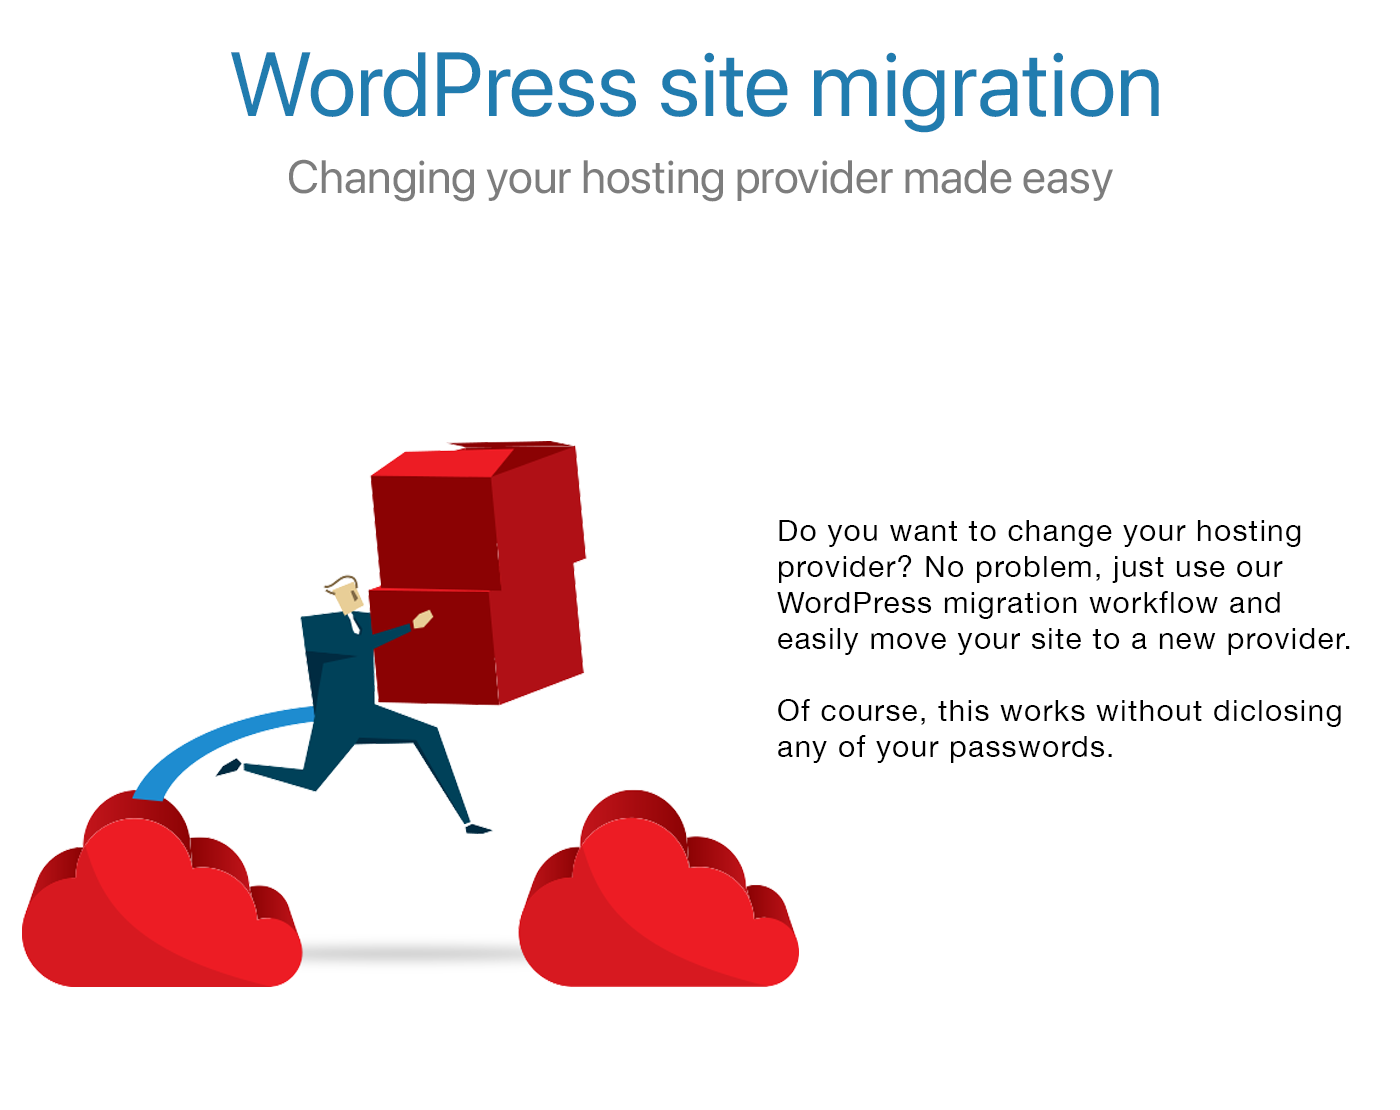 WordPress site migration
Changing your hosting provider made easy
Do you want to change your hosting
provider? No problem, just use our
WordPress migration workflow and
easily move your site to a new provider.
Of course, this works without diclosing
any of your passwords.